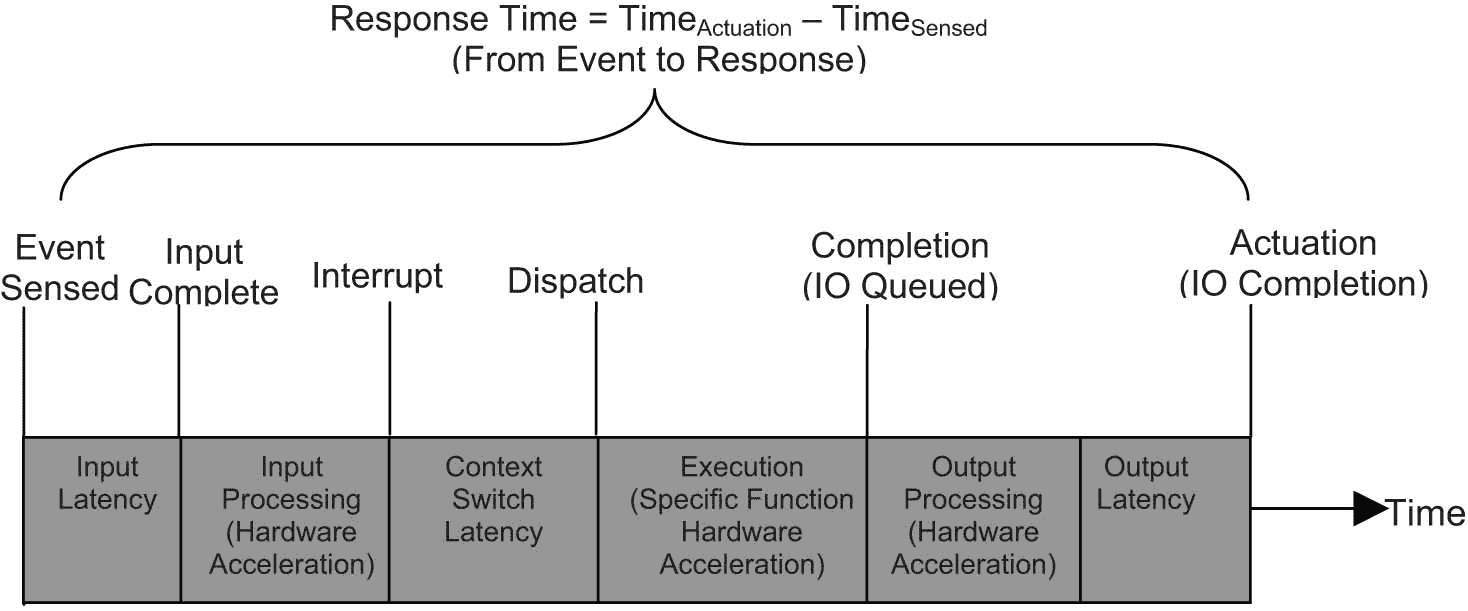 Response Time = TimeActuation – TimeSensed
(From Event to Response)
Event
Sensed
Input
Complete
Interrupt
Dispatch
Completion
(IO Queued)
Actuation
(IO Completion)
Input
Latency
Input
Processing
(Hardware
Acceleration)
Context
Switch
Latency
Execution
(Specific Function
Hardware
Acceleration)
Output
Processing
(Hardware
Acceleration)
Output
Latency
Time